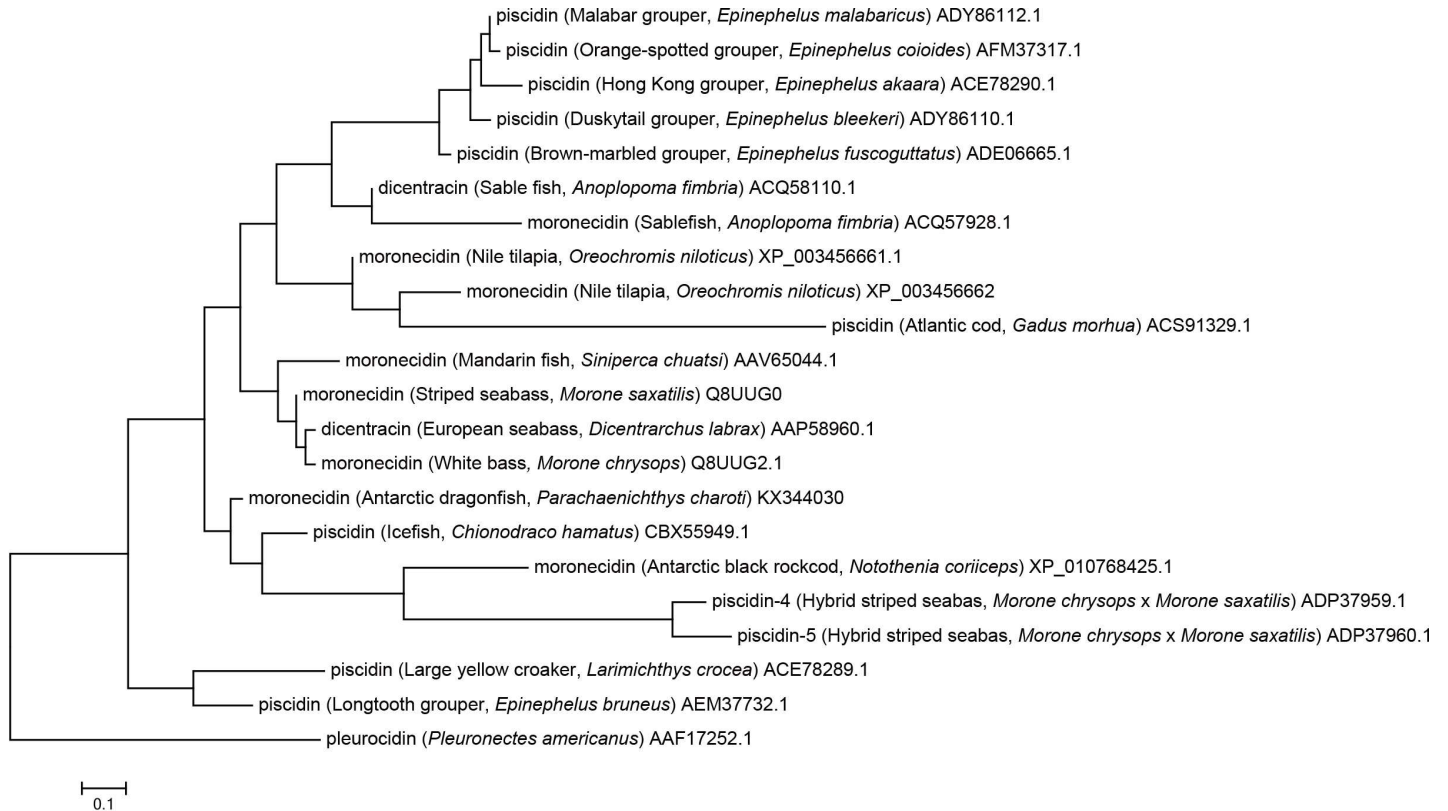 piscidin (Malabar grouper, Epinephelus malabaricus) ADY86112.1
piscidin (Orange-spotted grouper, Epinephelus coioides) AFM37317.1
piscidin (Hong Kong grouper, Epinephelus akaara) ACE78290.1
piscidin (Duskytail grouper, Epinephelus bleekeri) ADY86110.1
piscidin (Brown-marbled grouper, Epinephelus fuscoguttatus) ADE06665.1
dicentracin (Sable fish, Anoplopoma fimbria) ACQ58110.1
moronecidin (Sablefish, Anoplopoma fimbria) ACQ57928.1
moronecidin (Nile tilapia, Oreochromis niloticus) XP_003456661.1
moronecidin (Nile tilapia, Oreochromis niloticus) XP_003456662
piscidin (Atlantic cod, Gadus morhua) ACS91329.1
moronecidin (Mandarin fish, Siniperca chuatsi) AAV65044.1
moronecidin (Striped seabass, Morone saxatilis) Q8UUG0
dicentracin (European seabass, Dicentrarchus labrax) AAP58960.1
moronecidin (White bass, Morone chrysops) Q8UUG2.1
moronecidin (Antarctic dragonfish, Parachaenichthys charoti) KX344030
piscidin (Icefish, Chionodraco hamatus) CBX55949.1
moronecidin (Antarctic black rockcod, Notothenia coriiceps) XP_010768425.1
piscidin-4 (Hybrid striped seabas, Morone chrysops x Morone saxatilis) ADP37959.1
piscidin-5 (Hybrid striped seabas, Morone chrysops x Morone saxatilis) ADP37960.1
piscidin (Large yellow croaker, Larimichthys crocea) ACE78289.1
piscidin (Longtooth grouper, Epinephelus bruneus) AEM37732.1
pleurocidin (Pleuronectes americanus) AAF17252.1
0.1